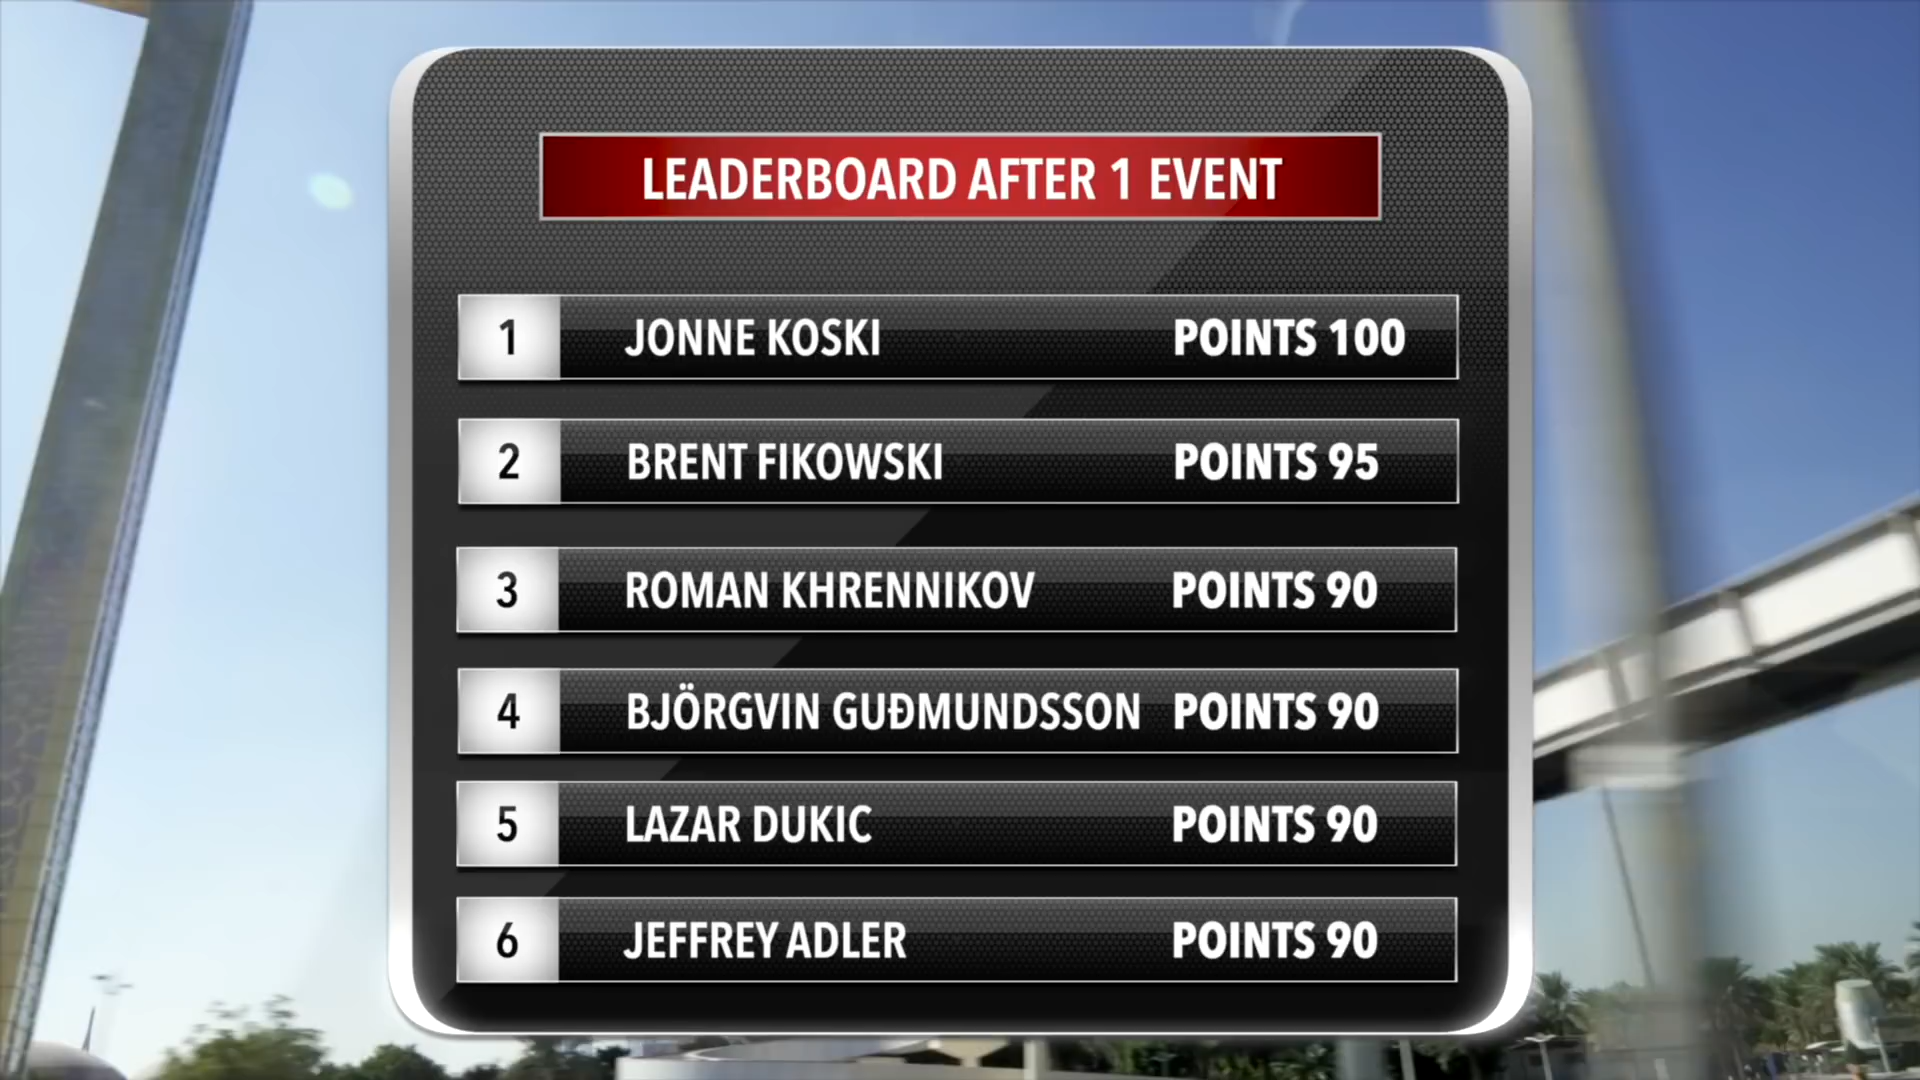 LEADERBOARD AFTER 1 EVENT
1 JONNE KOSKI POINTS 100
2 BRENT FIKOWSKI POINTS 95
3 ROMAN KHRENNIKOV POINTS 90
4 BJÖRGVIN GUÐMUNDSSON POINTS 90
5 LAZAR DUKIC POINTS 90
6 JEFFREY ADLER POINTS 90